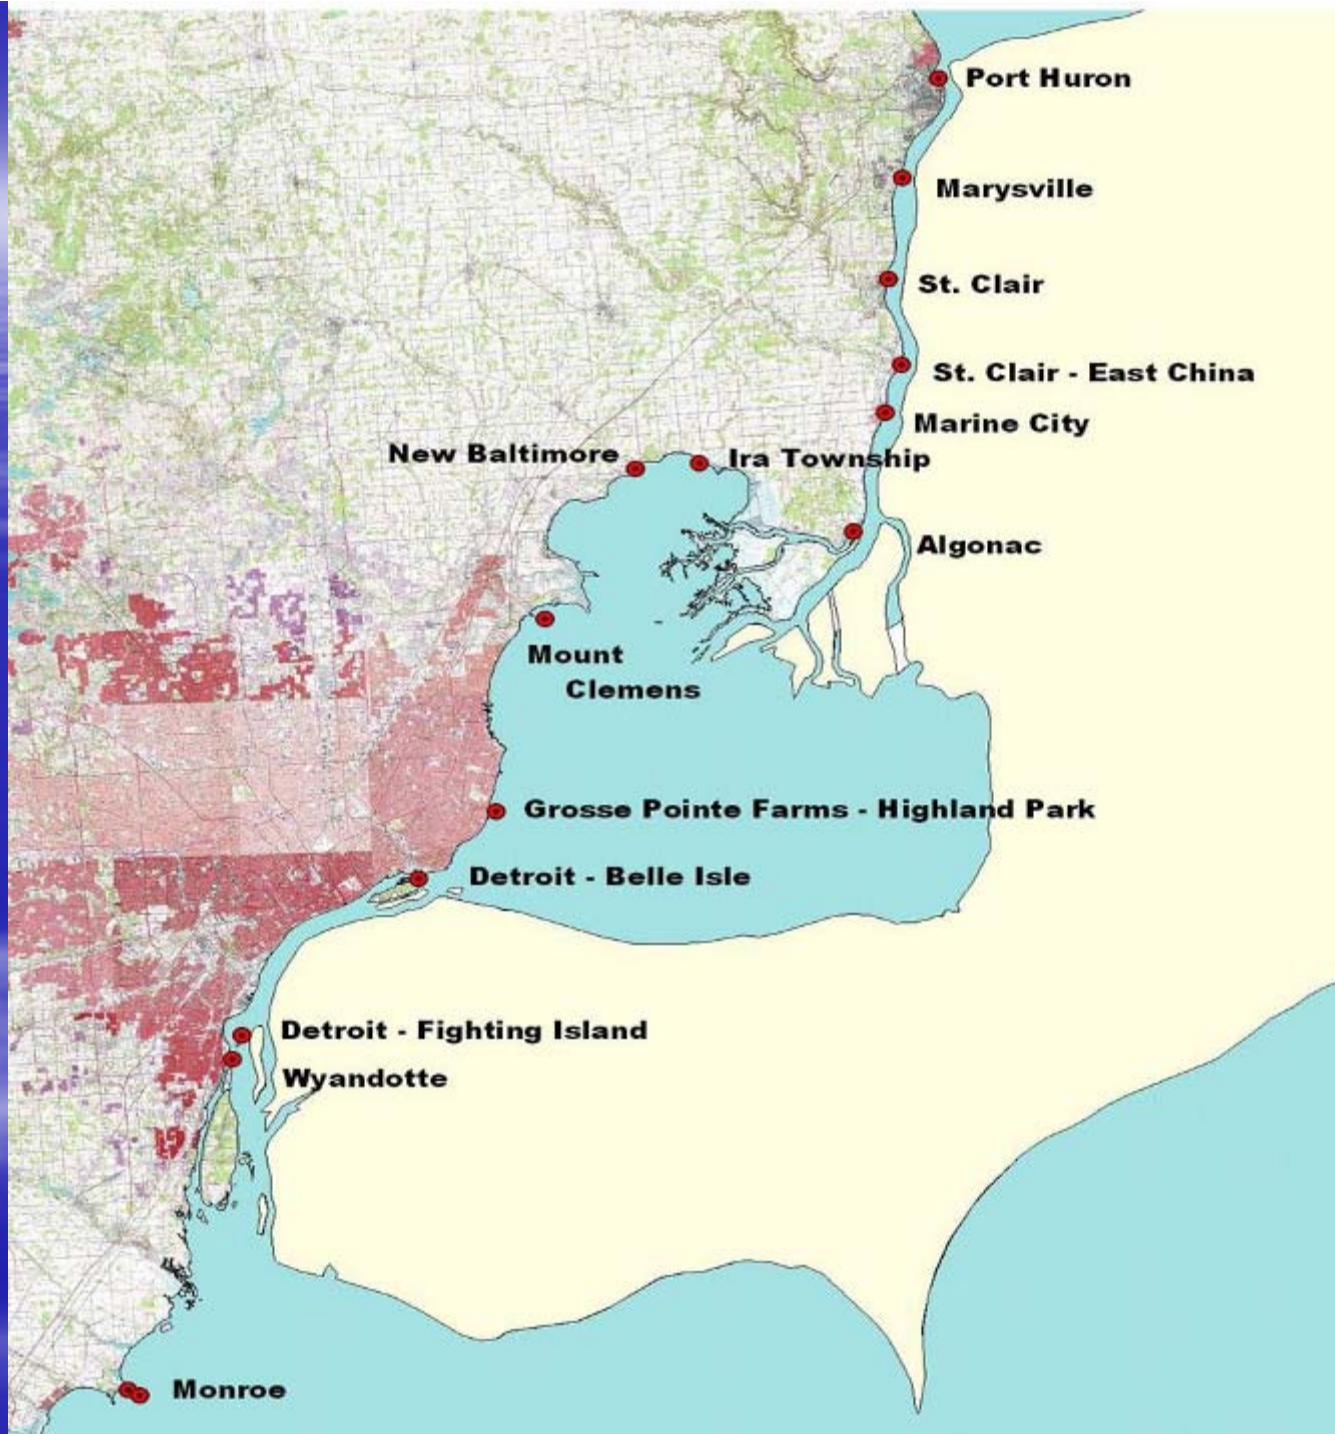 Port Huron
Marysville
St. Clair
St. Clair - East China
Marine City
New Baltimore
Ira Township
Algonac
Mount
Clemens
Grosse Pointe Farms - Highland Park
Detroit - Belle Isle
Detroit - Fighting Island
Wyandotte
Monroe